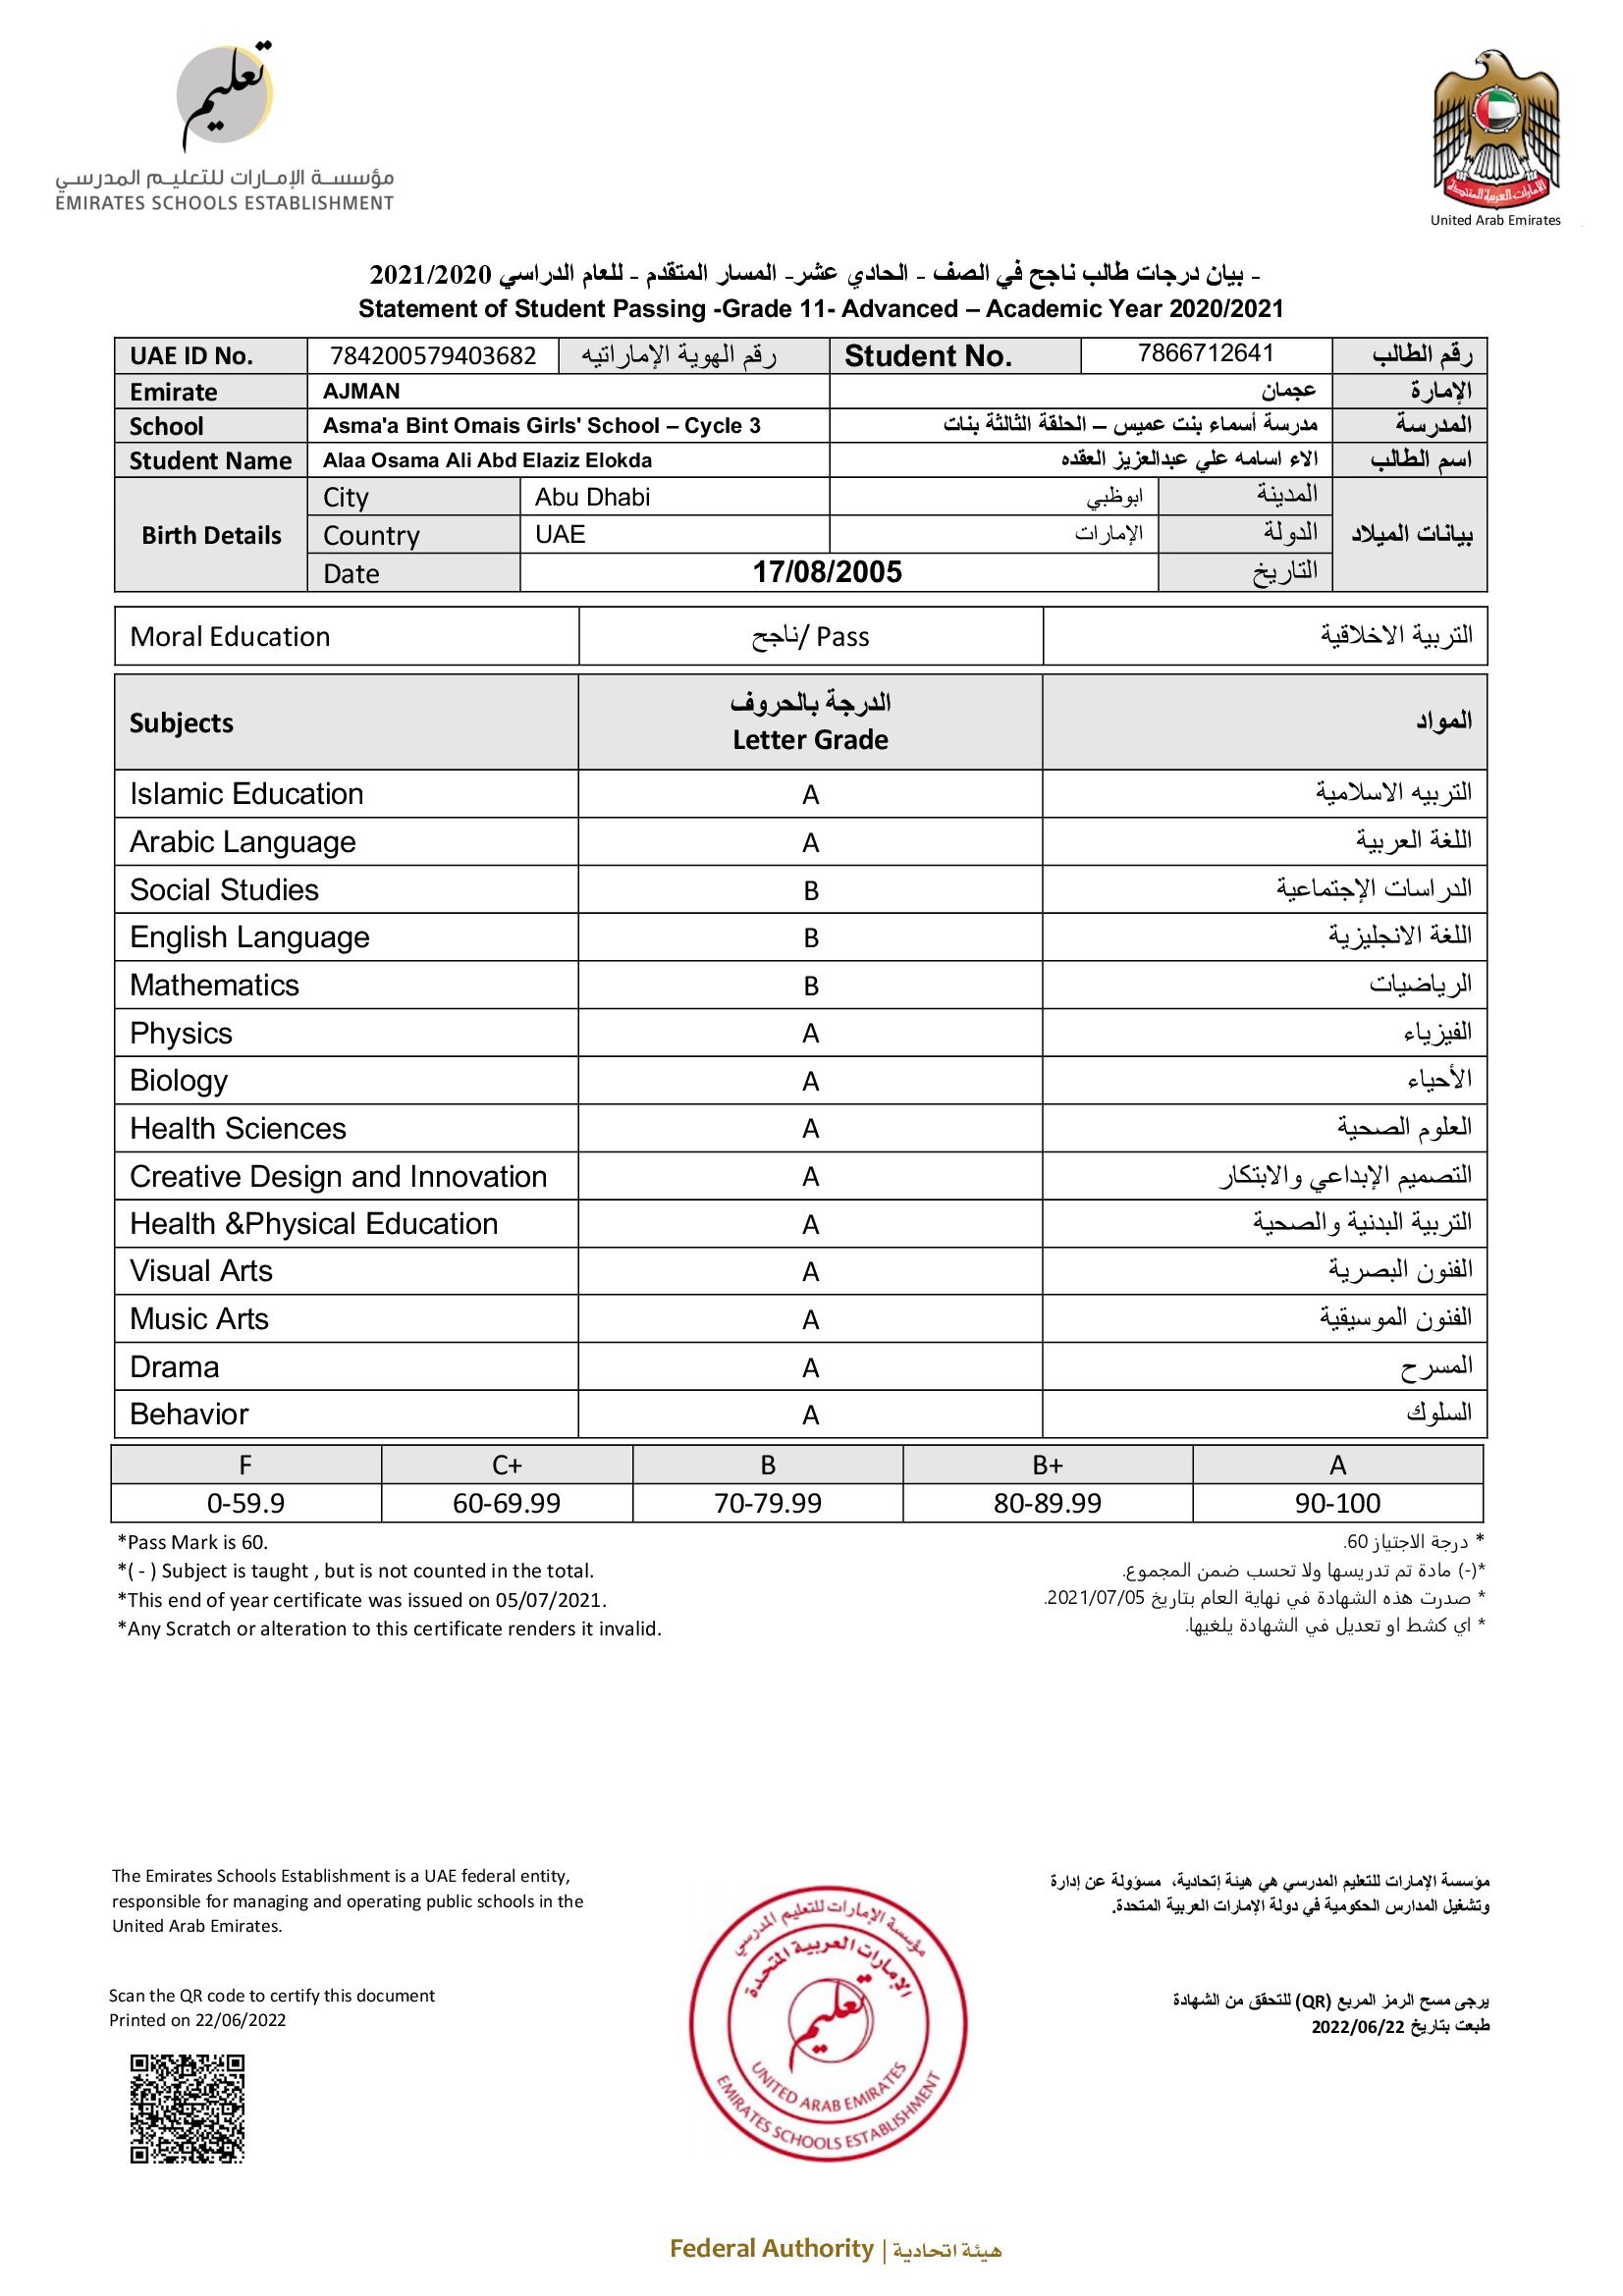 تعليم
مؤسسة الإمارات للتعليم المدرسي
EMIRATES SCHOOLS ESTABLISHMENT
الإمارات العربية المتحدة
United Arab Emirates
- بيان درجات طالب ناجح في الصف - الحادي عشر- المسار المتقدم - للعام الدراسي 2021/2020
Statement of Student Passing -Grade 11- Advanced – Academic Year 2020/2021
UAE ID No. 784200579403682 رقم الهوية الإماراتيه Student No. 7866712641 رقم الطالب
Emirate AJMAN عجمان الإمارة
School Asma'a Bint Omais Girls' School – Cycle 3 مدرسة أسماء بنت عميس – الحلقة الثالثة بنات المدرسة
Student Name Alaa Osama Ali Abd Elaziz Elokda الاء اسامه علي عبدالعزيز العقده اسم الطالب
City Abu Dhabi ابوظبي المدينة
Birth Details Country UAE الإمارات الدولة بيانات الميلاد
Date 17/08/2005 التاريخ
Moral Education ناجح/ Pass التربية الاخلاقية
Subjects الدرجة بالحروف المواد
Letter Grade
Islamic Education A التربيه الاسلامية
Arabic Language A اللغة العربية
Social Studies B الدراسات الإجتماعية
English Language B اللغة الانجليزية
Mathematics B الرياضيات
Physics A الفيزياء
Biology A الأحياء
Health Sciences A العلوم الصحية
Creative Design and Innovation A التصميم الإبداعي والابتكار
Health &Physical Education A التربية البدنية والصحية
Visual Arts A الفنون البصرية
Music Arts A الفنون الموسيقية
Drama A المسرح
Behavior A السلوك
F C+ B B+ A
0-59.9 60-69.99 70-79.99 80-89.99 90-100
*Pass Mark is 60. * درجة الاجتياز 60.
*( - ) Subject is taught , but is not counted in the total. *(-) مادة تم تدريسها ولا تحسب ضمن المجموع.
*This end of year certificate was issued on 05/07/2021. * صدرت هذه الشهادة في نهاية العام بتاريخ 2021/07/05.
*Any Scratch or alteration to this certificate renders it invalid. * اي كشط او تعديل في الشهادة يلغيها.
The Emirates Schools Establishment is a UAE federal entity,
responsible for managing and operating public schools in the
United Arab Emirates.
مؤسسة الإمارات للتعليم المدرسي هي هيئة إتحادية، مسؤولة عن إدارة
وتشغيل المدارس الحكومية في دولة الإمارات العربية المتحدة.
Scan the QR code to certify this document
Printed on 22/06/2022
مؤسسة الإمارات للتعليم المدرسي
الإمارات العربية المتحدة
تعليم
UNITED ARAB EMIRATES
EMIRATES SCHOOLS ESTABLISHMENT
يرجى مسح الرمز المربع (QR) للتحقق من الشهادة
طبعت بتاريخ 2022/06/22
Federal Authority | هيئة اتحادية